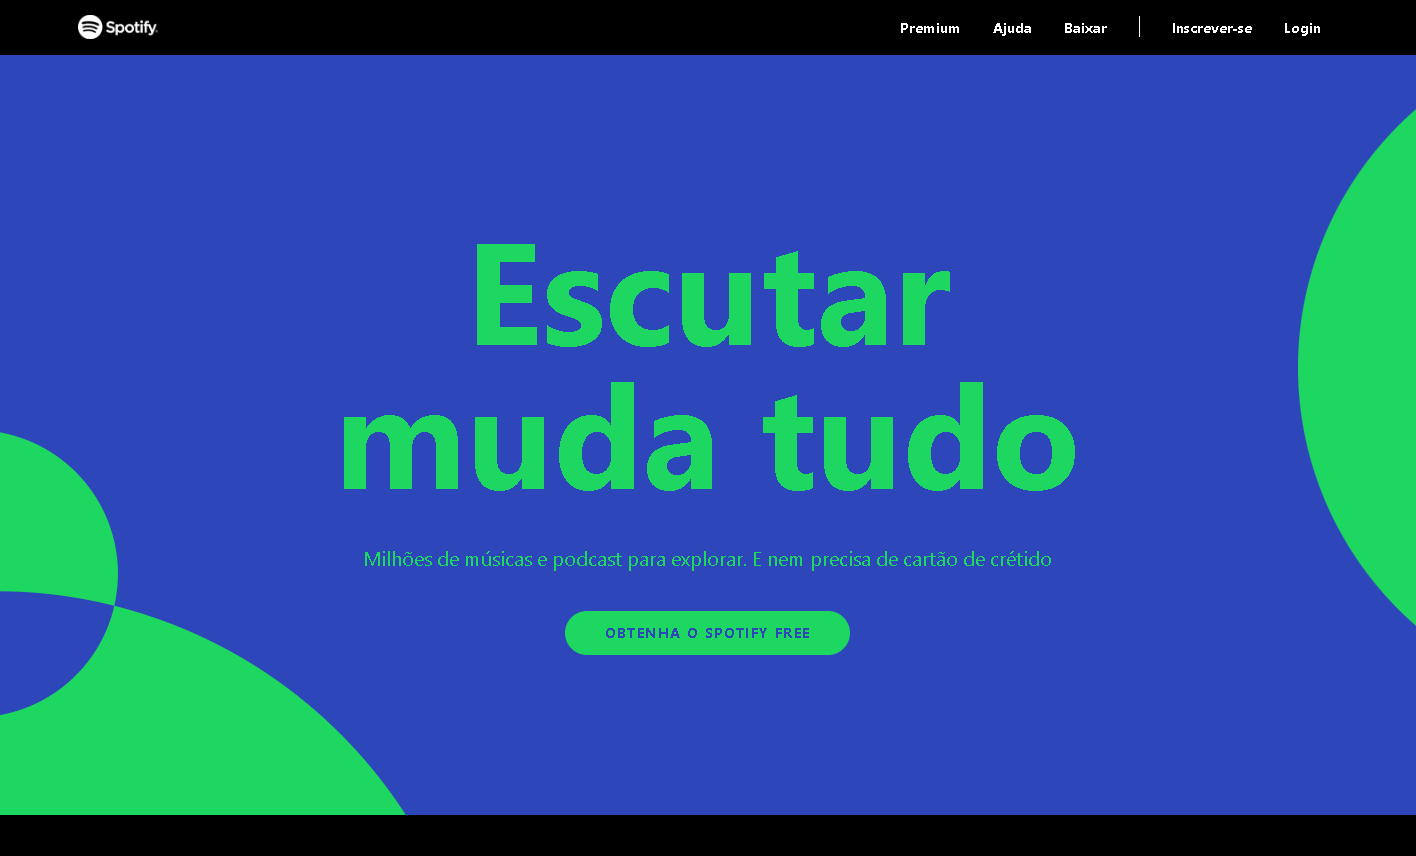 Spotify
Premium Ajuda Baixar Inscrever-se Login
Escutar
muda tudo
Milhões de músicas e podcast para explorar. E nem precisa de cartão de crétido
OBTENHA O SPOTIFY FREE